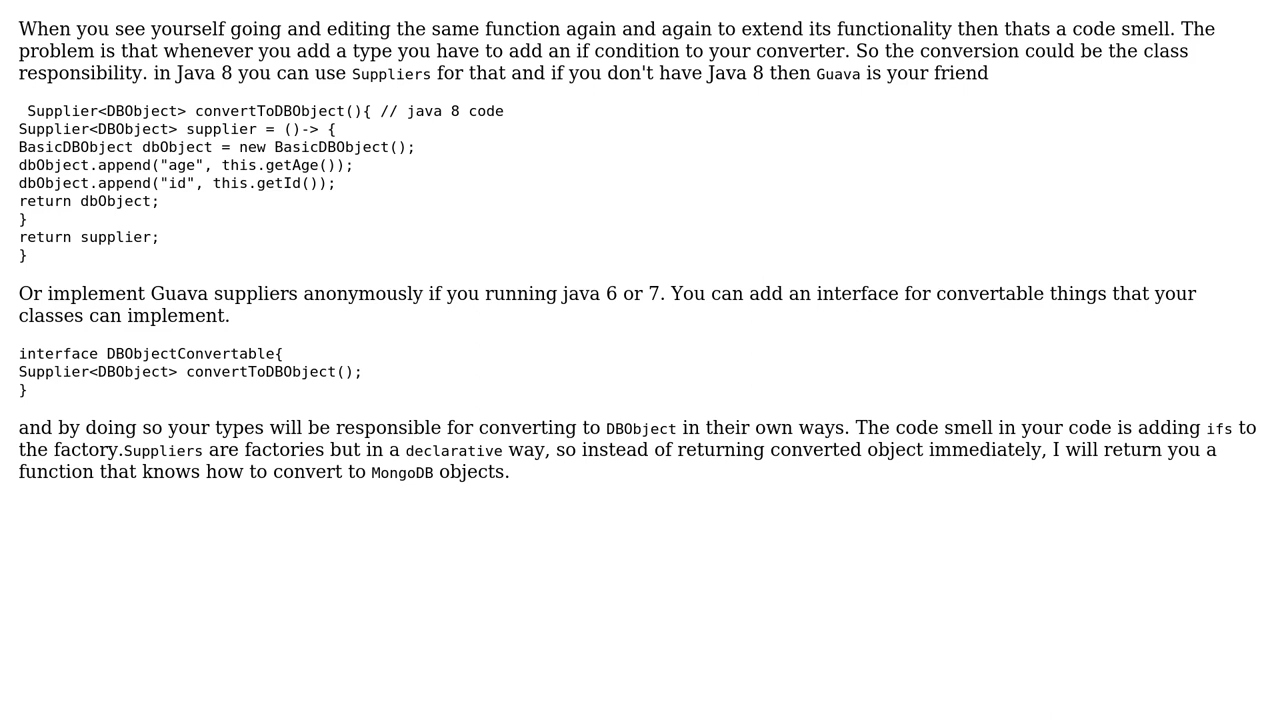 When you see yourself going and editing the same function again and again to extend its functionality then thats a code smell. The
problem is that whenever you add a type you have to add an if condition to your converter. So the conversion could be the class
responsibility. in Java 8 you can use Suppliers for that and if you don't have Java 8 then Guava is your friend
Supplier<DBObject> convertToDBObject(){ // java 8 code
Supplier<DBObject> supplier = ()-> {
BasicDBObject dbObject = new BasicDBObject();
dbObject.append("age", this.getAge());
dbObject.append("id", this.getId());
return dbObject;
}
return supplier;
}
Or implement Guava suppliers anonymously if you running java 6 or 7. You can add an interface for convertable things that your
classes can implement.
interface DBObjectConvertable{
Supplier<DBObject> convertToDBObject();
}
and by doing so your types will be responsible for converting to DBObject in their own ways. The code smell in your code is adding ifs to
the factory.Suppliers are factories but in a declarative way, so instead of returning converted object immediately, I will return you a
function that knows how to convert to MongoDB objects.